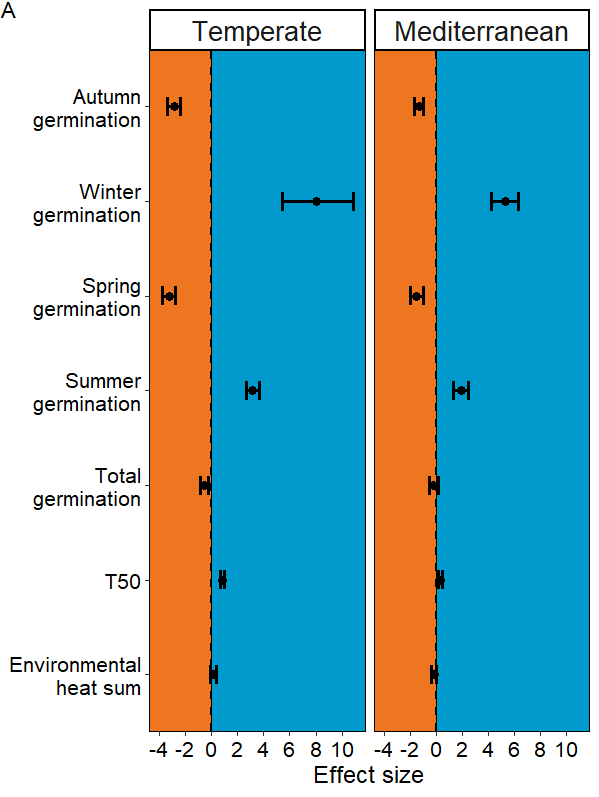 A
Temperate
Mediterranean
Autumn
germination
Winter
germination
Spring
germination
Summer
germination
Total
germination
T50
Environmental
heat sum
-4 -2 0 2 4 6 8 10
-4 -2 0 2 4 6 8 10
Effect size